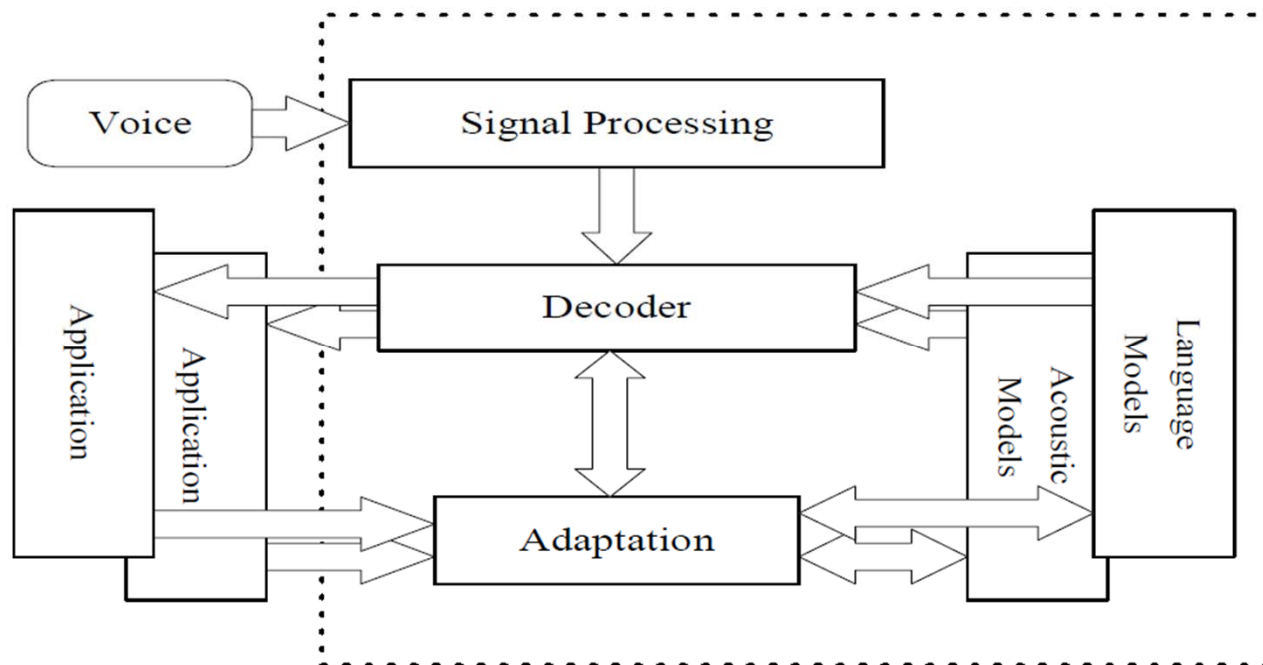 Voice
Signal Processing
Decoder
Application
Application
Adaptation
Acoustic
Models
Language
Models